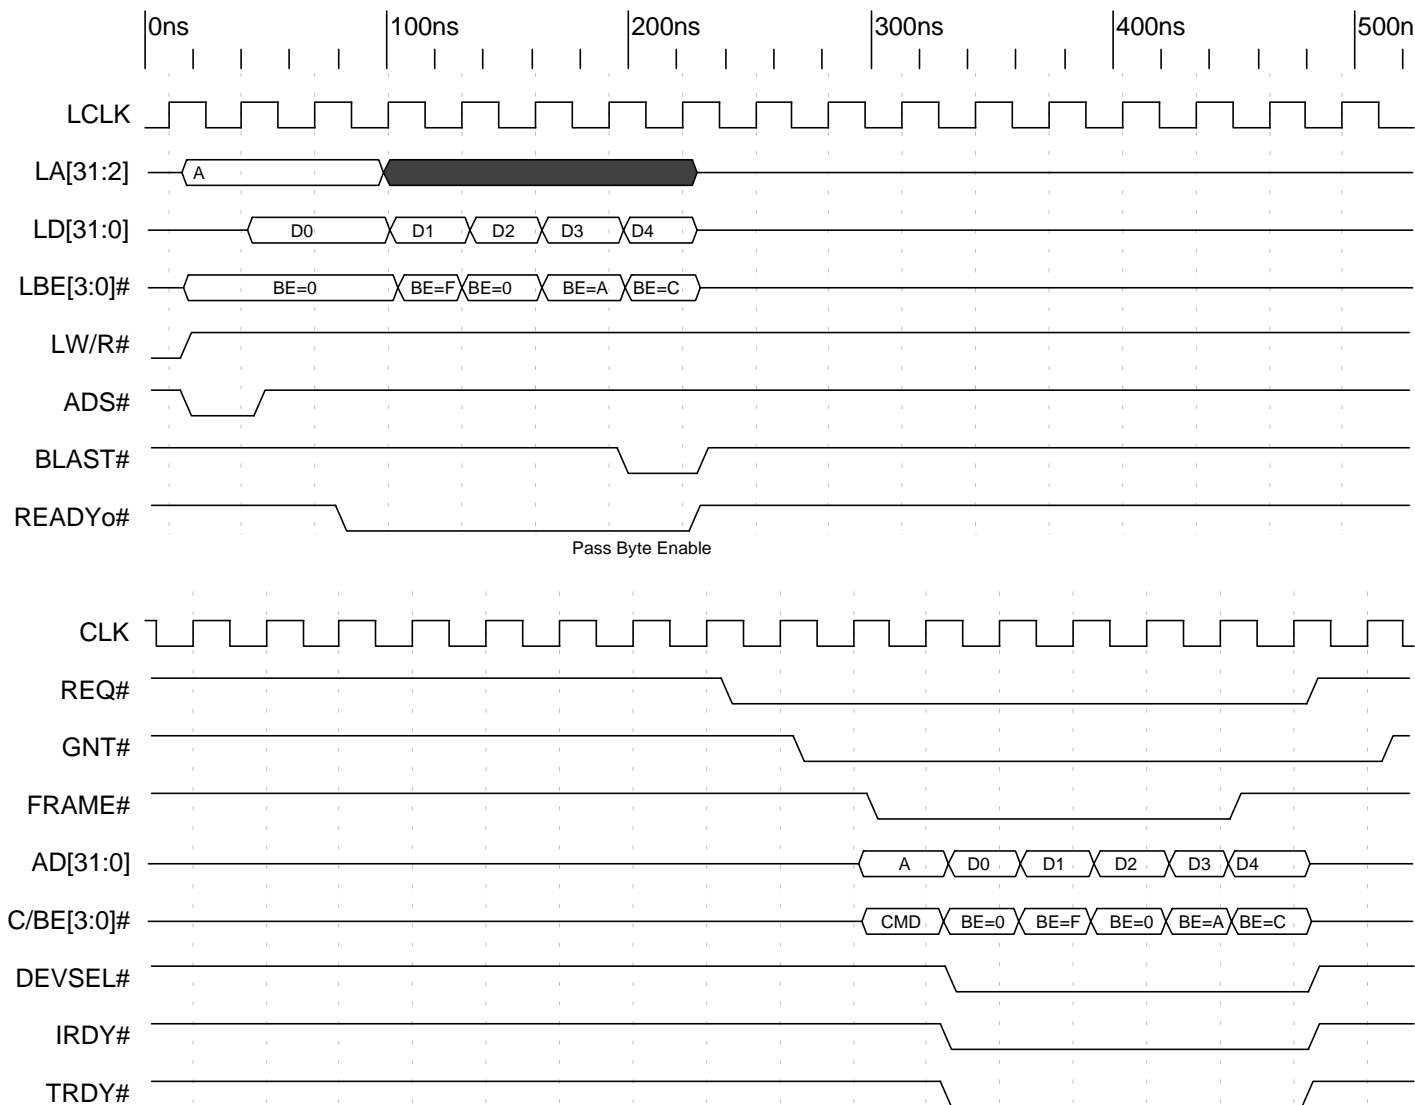 0ns 100ns 200ns 300ns 400ns 500n
LCLK
LA[31:2] A
LD[31:0] D0 D1 D2 D3 D4
LBE[3:0]# BE=0 BE=F BE=0 BE=A BE=C
LW/R#
ADS#
BLAST#
READYo#
Pass Byte Enable
CLK
REQ#
GNT#
FRAME#
AD[31:0] A D0 D1 D2 D3 D4
C/BE[3:0]# CMD BE=0 BE=F BE=0 BE=A BE=C
DEVSEL#
IRDY#
TRDY#